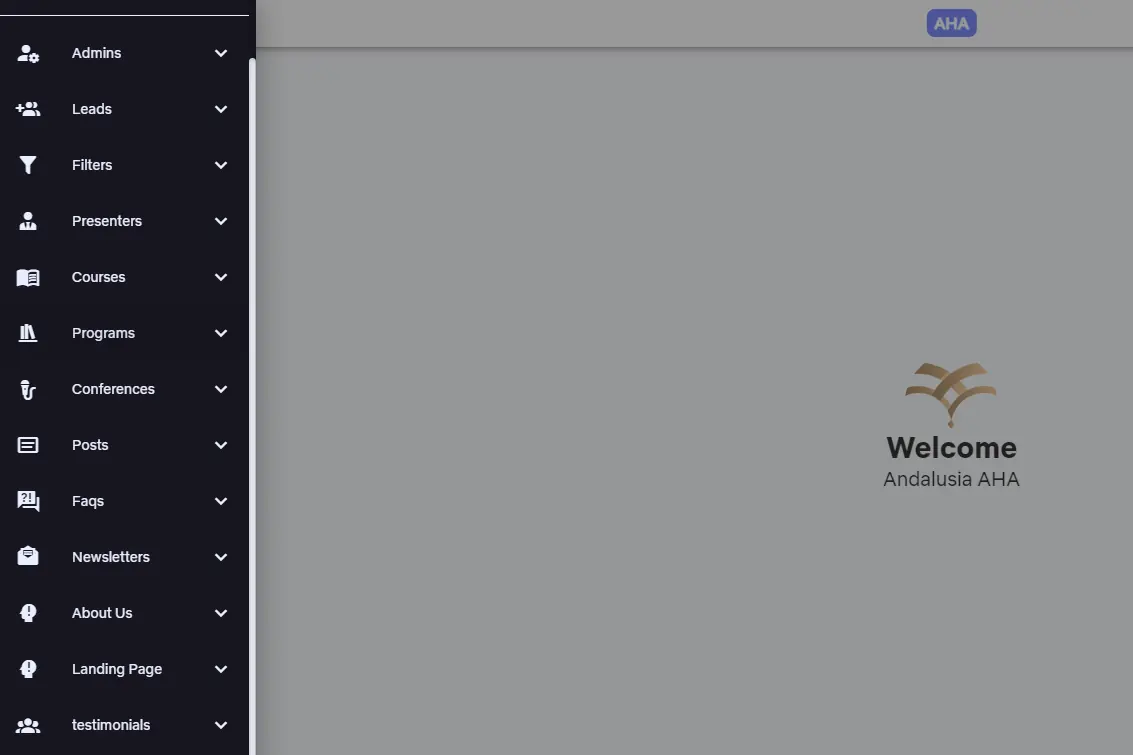 AHA
Admins
Leads
Filters
Presenters
Courses
Programs
Conferences
Posts
Faqs
Newsletters
About Us
Landing Page
testimonials
Welcome
Andalusia AHA